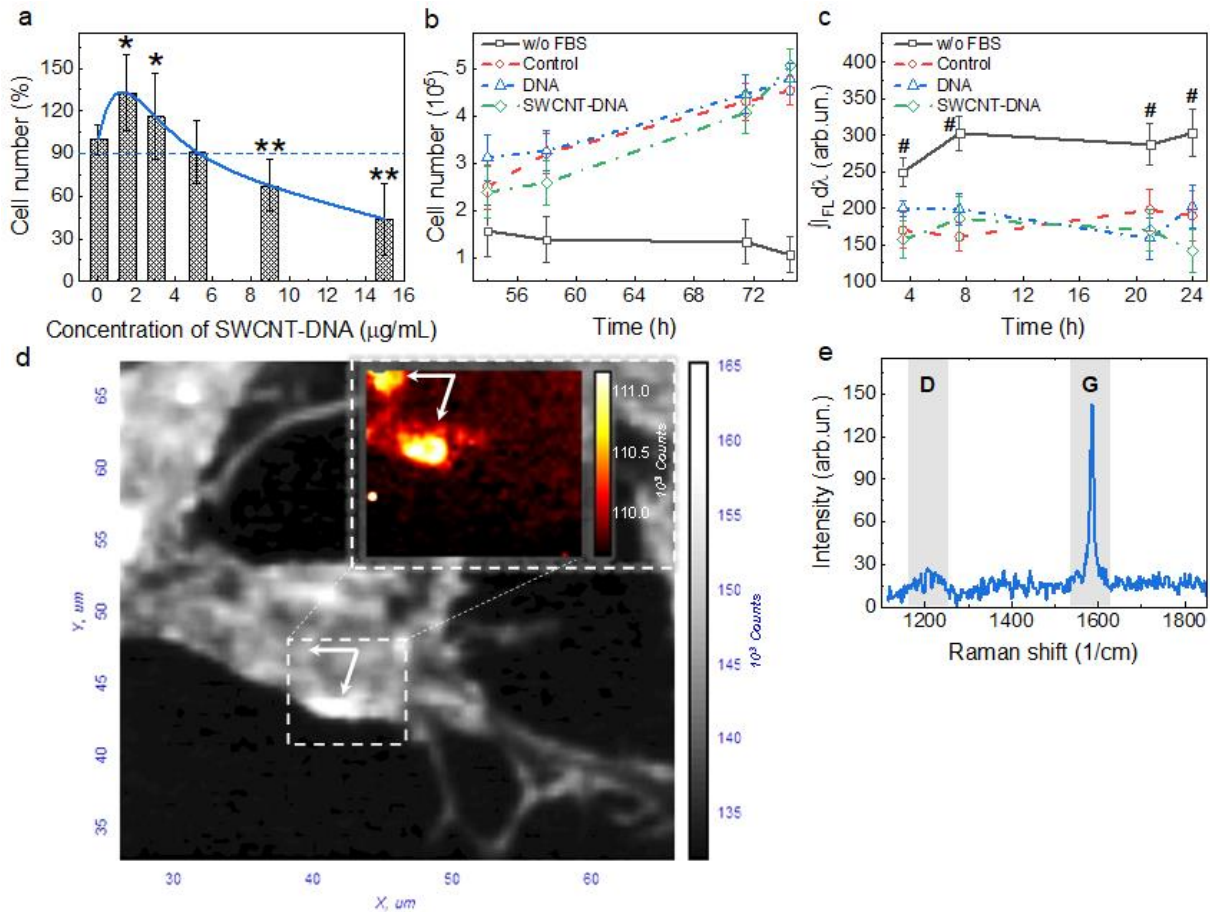 a
Cell number (%)
150
120
90
60
30
0
*
*
**
**
0 2 4 6 8 10 12 14 16
Concentration of SWCNT-DNA (μg/mL)
b
Cell number (10⁵)
5
4
3
2
1
w/o FBS
Control
DNA
SWCNT-DNA
56 60 64 68 72
Time (h)
c
∫I_FL dλ (arb.un.)
400
350
300
250
200
150
100
w/o FBS
Control
DNA
SWCNT-DNA
# # # #
4 8 12 16 20 24
Time (h)
d
Y, um
65
60
55
50
45
40
35
30 40 50 60
X, um
111.0
110.5
110.0
10³ Counts
165
160
155
150
145
140
135
10³ Counts
e
Intensity (arb.un.)
150
120
90
60
30
0
D
G
1200 1400 1600 1800
Raman shift (1/cm)